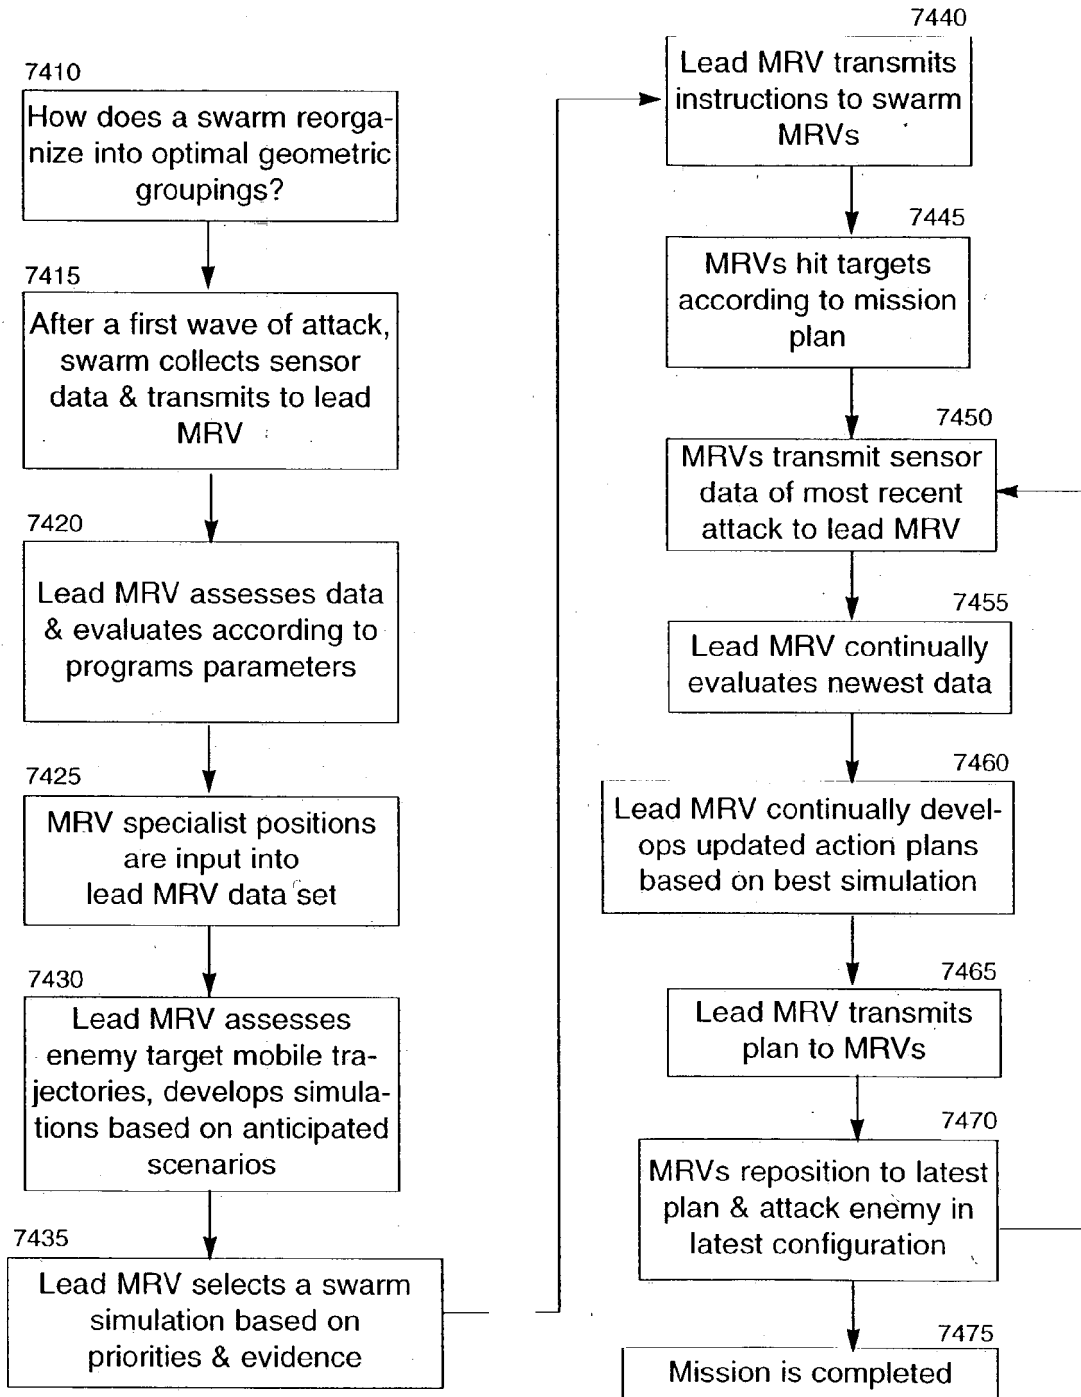 7410
How does a swarm reorga-
nize into optimal geometric
groupings?
7415
After a first wave of attack,
swarm collects sensor
data & transmits to lead
MRV
7420
Lead MRV assesses data
& evaluates according to
programs parameters
7425
MRV specialist positions
are input into
lead MRV data set
7430
Lead MRV assesses
enemy target mobile tra-
jectories, develops simula-
tions based on anticipated
scenarios
7435
Lead MRV selects a swarm
simulation based on
priorities & evidence
7440
Lead MRV transmits
instructions to swarm
MRVs
7445
MRVs hit targets
according to mission
plan
7450
MRVs transmit sensor
data of most recent
attack to lead MRV
7455
Lead MRV continually
evaluates newest data
7460
Lead MRV continually devel-
ops updated action plans
based on best simulation
7465
Lead MRV transmits
plan to MRVs
7470
MRVs reposition to latest
plan & attack enemy in
latest configuration
7475
Mission is completed